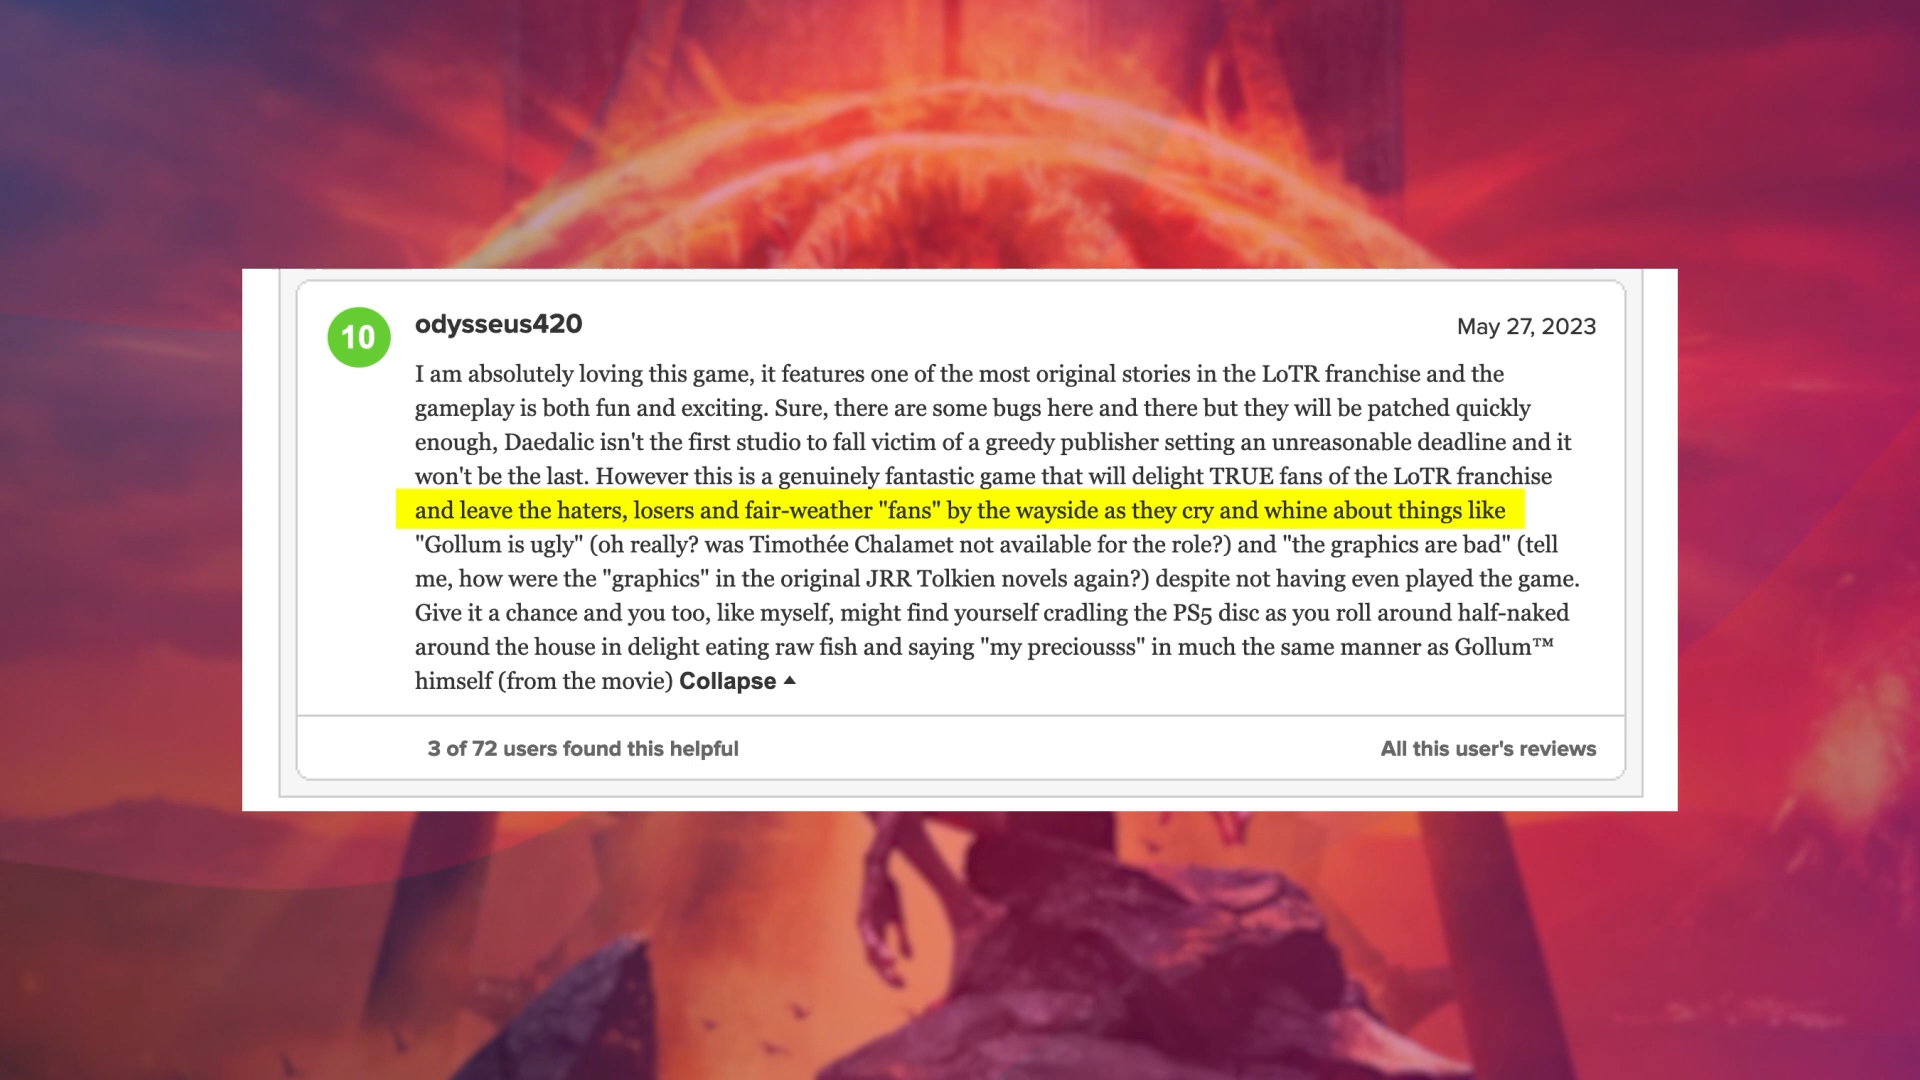 10
odysseus420
May 27, 2023
I am absolutely loving this game, it features one of the most original stories in the LoTR franchise and the
gameplay is both fun and exciting. Sure, there are some bugs here and there but they will be patched quickly
enough, Daedalic isn't the first studio to fall victim of a greedy publisher setting an unreasonable deadline and it
won't be the last. However this is a genuinely fantastic game that will delight TRUE fans of the LoTR franchise
and leave the haters, losers and fair-weather "fans" by the wayside as they cry and whine about things like
"Gollum is ugly" (oh really? was Timothée Chalamet not available for the role?) and "the graphics are bad" (tell
me, how were the "graphics" in the original JRR Tolkien novels again?) despite not having even played the game.
Give it a chance and you too, like myself, might find yourself cradling the PS5 disc as you roll around half-naked
around the house in delight eating raw fish and saying "my preciousss" in much the same manner as Gollum™
himself (from the movie) Collapse ▲
3 of 72 users found this helpful
All this user's reviews